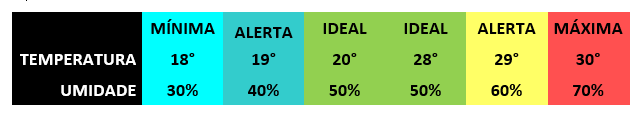 MÍNIMA ALERTA IDEAL IDEAL ALERTA MÁXIMA
TEMPERATURA 18° 19° 20° 28° 29° 30°
UMIDADE 30% 40% 50% 50% 60% 70%